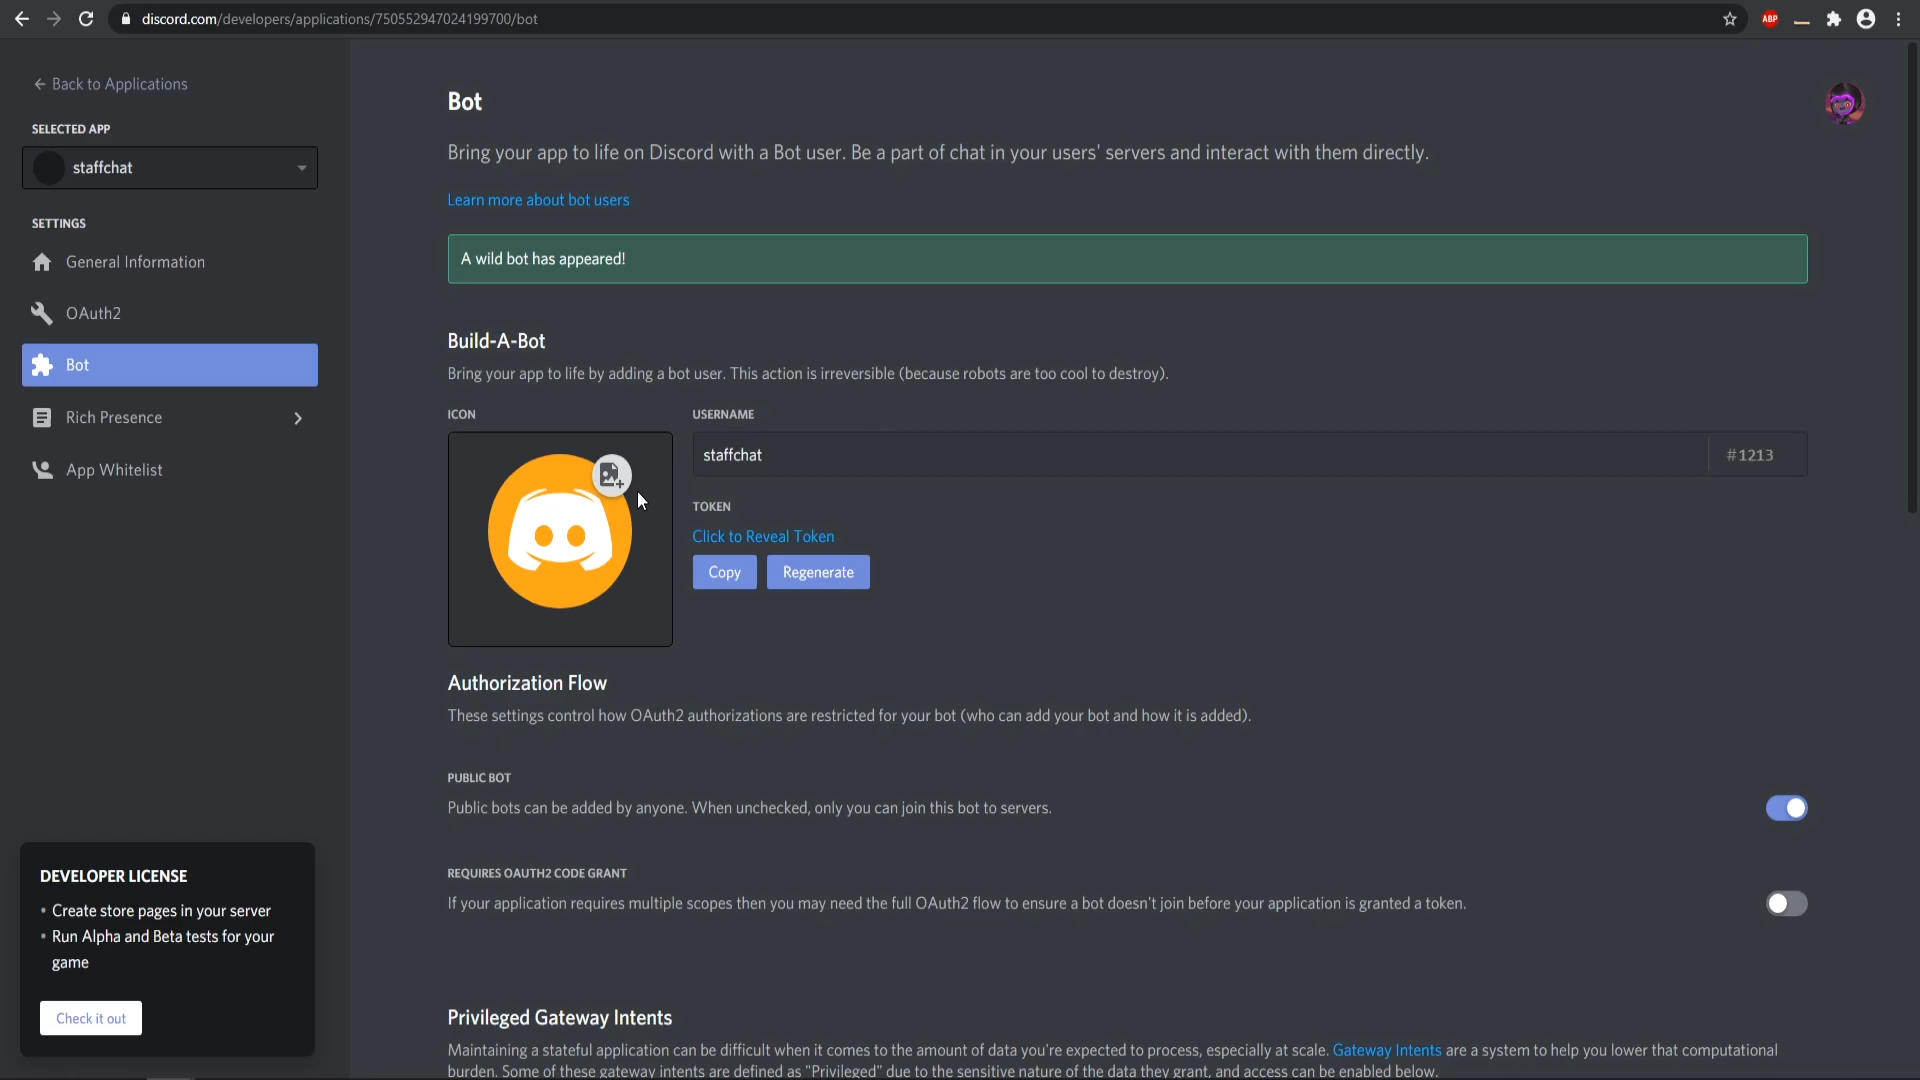 discord.com/developers/applications/750552947024199700/bot
ABP
Back to Applications
SELECTED APP
staffchat
SETTINGS
General Information
OAuth2
Bot
Rich Presence
App Whitelist
DEVELOPER LICENSE
• Create store pages in your server
• Run Alpha and Beta tests for your
game
Check it out
Bot
Bring your app to life on Discord with a Bot user. Be a part of chat in your users' servers and interact with them directly.
Learn more about bot users
A wild bot has appeared!
Build-A-Bot
Bring your app to life by adding a bot user. This action is irreversible (because robots are too cool to destroy).
ICON
USERNAME
staffchat #1213
TOKEN
Click to Reveal Token
Copy Regenerate
Authorization Flow
These settings control how OAuth2 authorizations are restricted for your bot (who can add your bot and how it is added).
PUBLIC BOT
Public bots can be added by anyone. When unchecked, only you can join this bot to servers.
REQUIRES OAUTH2 CODE GRANT
If your application requires multiple scopes then you may need the full OAuth2 flow to ensure a bot doesn't join before your application is granted a token.
Privileged Gateway Intents
Maintaining a stateful application can be difficult when it comes to the amount of data you're expected to process, especially at scale. Gateway Intents are a system to help you lower that computational
burden. Some of these gateway intents are defined as "Privileged" due to the sensitive nature of the data they grant, and access can be enabled below.